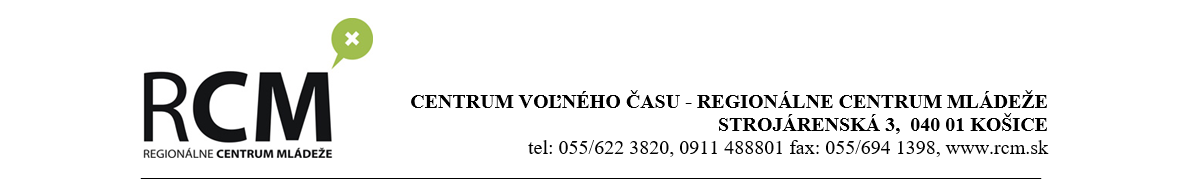 RCM
REGIONÁLNE CENTRUM MLÁDEŽE
CENTRUM VOĽNÉHO ČASU - REGIONÁLNE CENTRUM MLÁDEŽE
STROJÁRENSKÁ 3, 040 01 KOŠICE
tel: 055/622 3820, 0911 488801 fax: 055/694 1398, www.rcm.sk